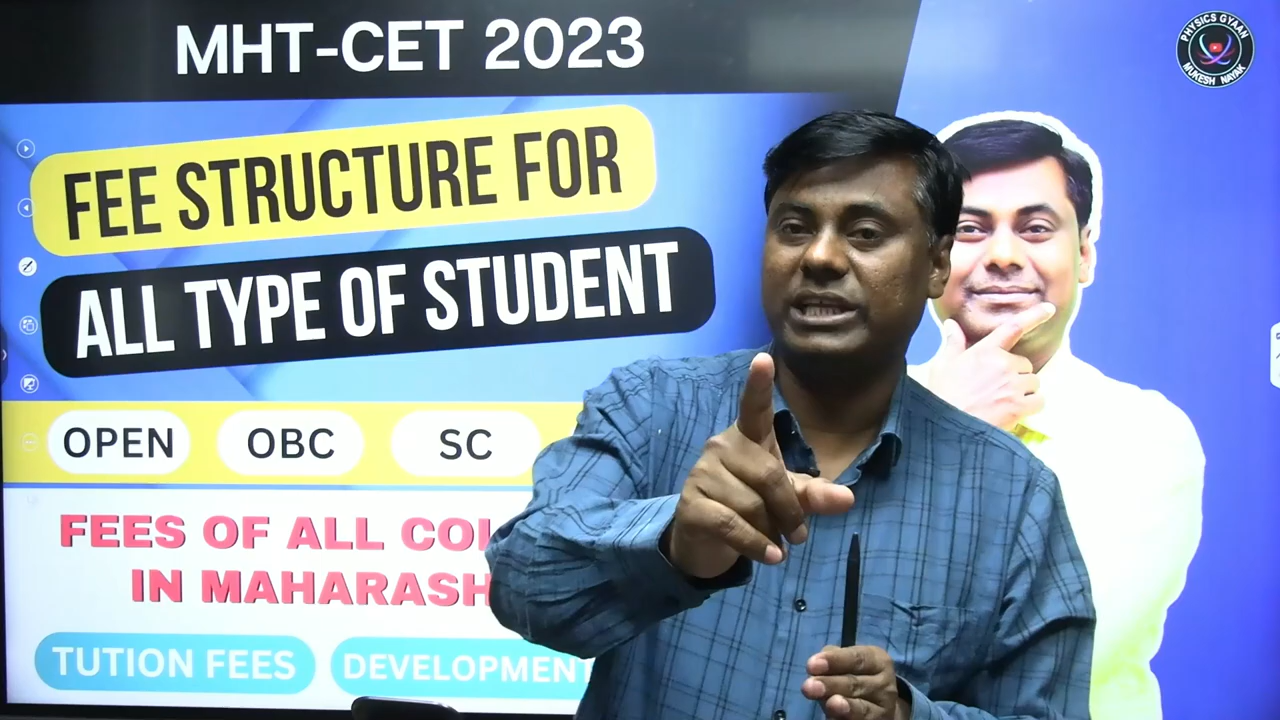 MHT-CET 2023
PHYSICS GYAAN
MUKESH NAYAK
FEE STRUCTURE FOR
ALL TYPE OF STUDENT
OPEN OBC SC
FEES OF ALL COL
IN MAHARASH
TUTION FEES DEVELOPMENT